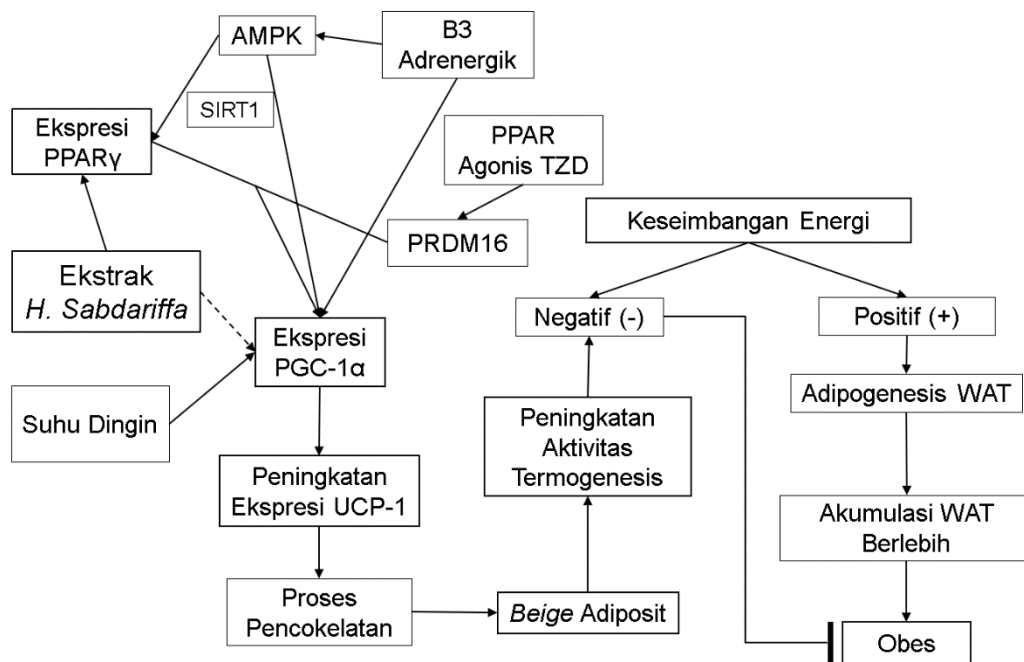 AMPK
B3
Adrenergik
SIRT1
Ekspresi
PPARγ
PPAR
Agonis TZD
Keseimbangan Energi
PRDM16
Ekstrak
H. Sabdariffa
Negatif (-)
Positif (+)
Ekspresi
PGC-1α
Adipogenesis WAT
Suhu Dingin
Peningkatan
Aktivitas
Termogenesis
Peningkatan
Ekspresi UCP-1
Akumulasi WAT
Berlebih
Proses
Pencokelatan
Beige Adiposit
Obes